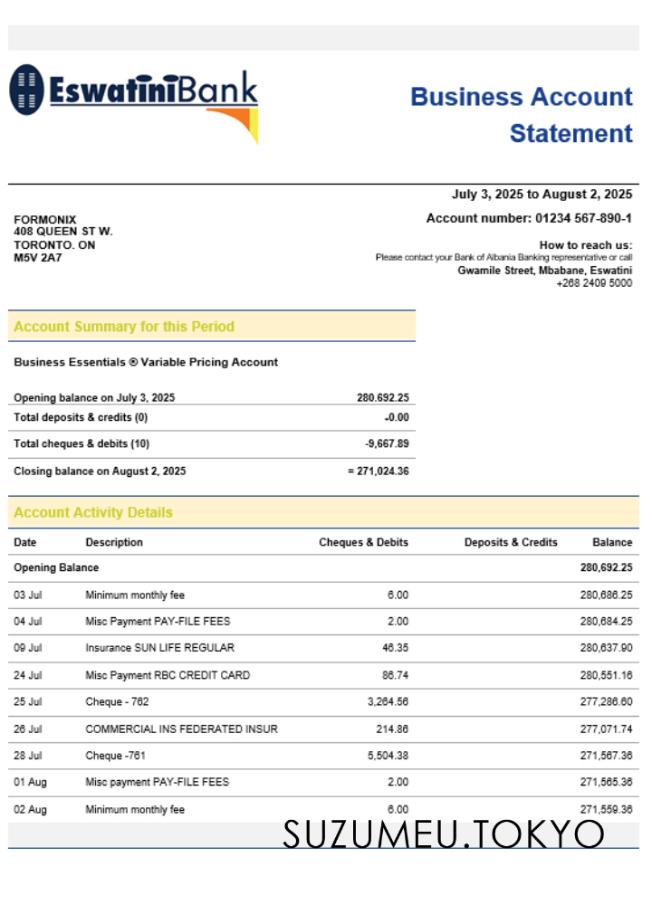 EswatiniBank
Business Account
Statement
July 3, 2025 to August 2, 2025
Account number: 01234 567-890-1
FORMONIX
408 QUEEN ST W.
TORONTO. ON
M5V 2A7
How to reach us:
Please contact your Bank of Albania Banking representative or call
Gwamile Street, Mbabane, Eswatini
+268 2409 5000
Account Summary for this Period
Business Essentials ® Variable Pricing Account
Opening balance on July 3, 2025 280.692.25
Total deposits & credits (0) -0.00
Total cheques & debits (10) -9,667.89
Closing balance on August 2, 2025 = 271,024.36
Account Activity Details
Date Description Cheques & Debits Deposits & Credits Balance
Opening Balance 280,692.25
03 Jul Minimum monthly fee 6.00 280,686.25
04 Jul Misc Payment PAY-FILE FEES 2.00 280,684.25
09 Jul Insurance SUN LIFE REGULAR 46.35 280,637.90
24 Jul Misc Payment RBC CREDIT CARD 86.74 280,551.16
25 Jul Cheque - 762 3,264.56 277,286.60
26 Jul COMMERCIAL INS FEDERATED INSUR 214.86 277,071.74
28 Jul Cheque -761 5,504.38 271,567.36
01 Aug Misc payment PAY-FILE FEES 2.00 271,565.36
02 Aug Minimum monthly fee 6.00 271,559.36
SUZUMEU.TOKYO